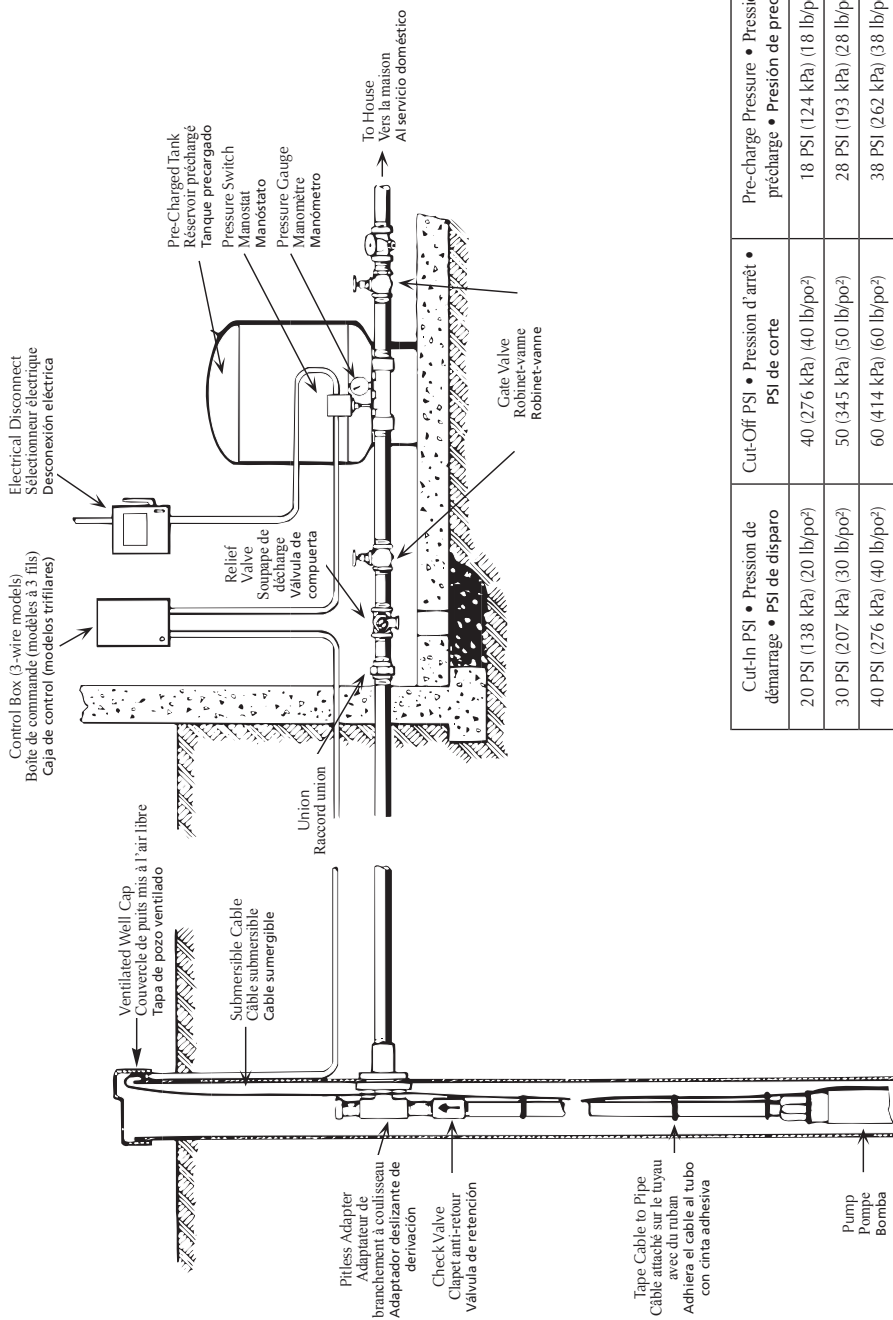 Control Box (3-wire models)
Boîte de commande (modèles à 3 fils)
Caja de control (modelos trifilares)
Electrical Disconnect
Sélectionneur électrique
Desconexión eléctrica
Ventilated Well Cap
Couvercle de puits mis à l'air libre
Tapa de pozo ventilado
Submersible Cable
Câble submersible
Cable sumergible
Union
Raccord union
Relief
Valve
Soupape de
décharge
Válvula de
compuerta
Pre-Charged Tank
Réservoir préchargé
Tanque precargado
Pressure Switch
Manostat
Manóstato
Pressure Gauge
Manomètre
Manómetro
To House
Vers la maison
Al servicio doméstico
Gate Valve
Robinet-vanne
Robinet-vanne
Pitless Adapter
Adaptateur de
branchement à coulisseau
Adaptador deslizante de
derivación
Check Valve
Clapet anti-retour
Válvula de retención
Tape Cable to Pipe
Câble attaché sur le tuyau
avec du ruban
Adhiera el cable al tubo
con cinta adhesiva
Pump
Pompe
Bomba
Cut-In PSI • Pression de
démarrage • PSI de disparo
Cut-Off PSI • Pression d'arrêt •
PSI de corte
Pre-charge Pressure •
précharge • Presión de
20 PSI (138 kPa) (20 lb/po²)
40 (276 kPa) (40 lb/po²)
18 PSI (124 kPa) (18 lb/po
30 PSI (207 kPa) (30 lb/po²)
50 (345 kPa) (50 lb/po²)
28 PSI (193 kPa) (28 lb/po
40 PSI (276 kPa) (40 lb/po²)
60 (414 kPa) (60 lb/po²)
38 PSI (262 kPa) (38 lb/po